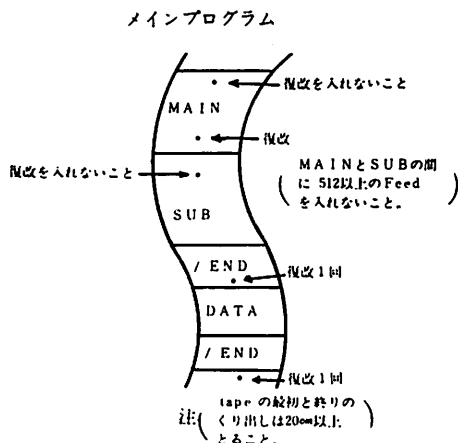 メインプログラム
復改を入れないこと
MAIN
復改
復改を入れないこと
MAINとSUBの間
に 512以上のFeed
を入れないこと。
SUB
/ END
復改1回
DATA
/ END
復改1回
注 tapeの最初と終りの
くり出しは20cm以上
とること。